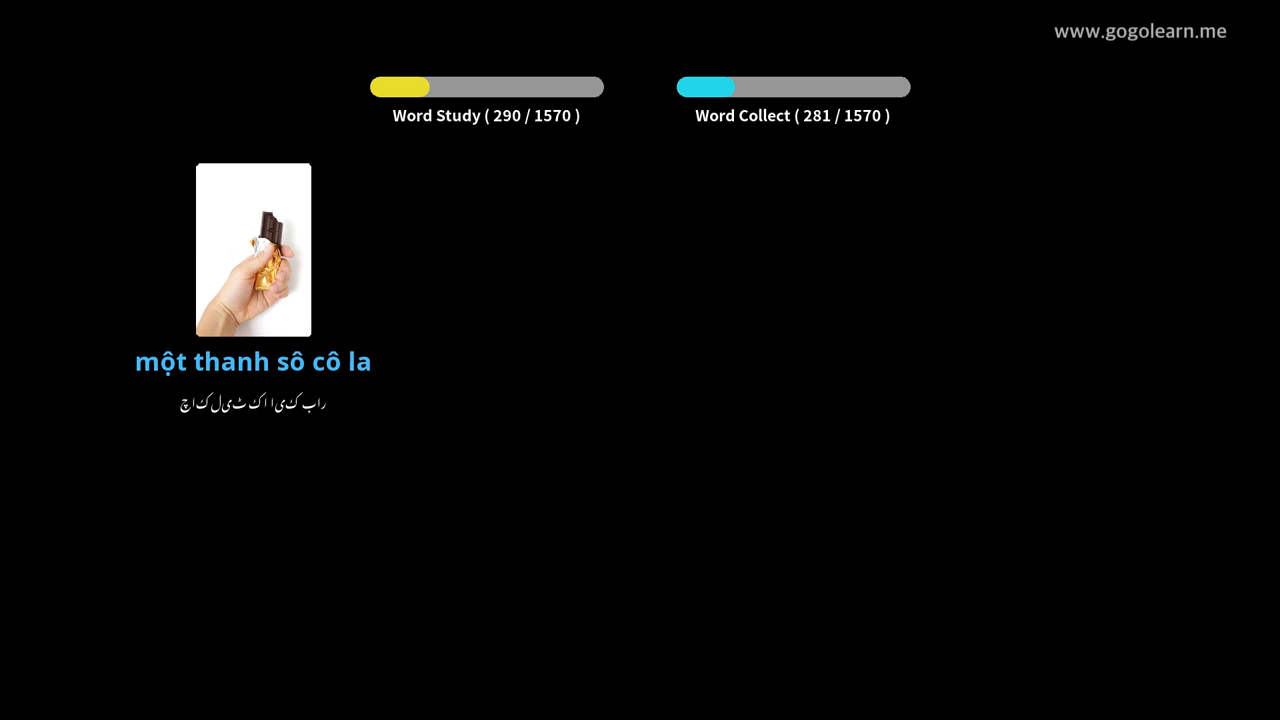 www.gogolearn.me
Word Study ( 290 / 1570 )
Word Collect ( 281 / 1570 )
một thanh sô cô la
چاکلیٹ کا ایک بار